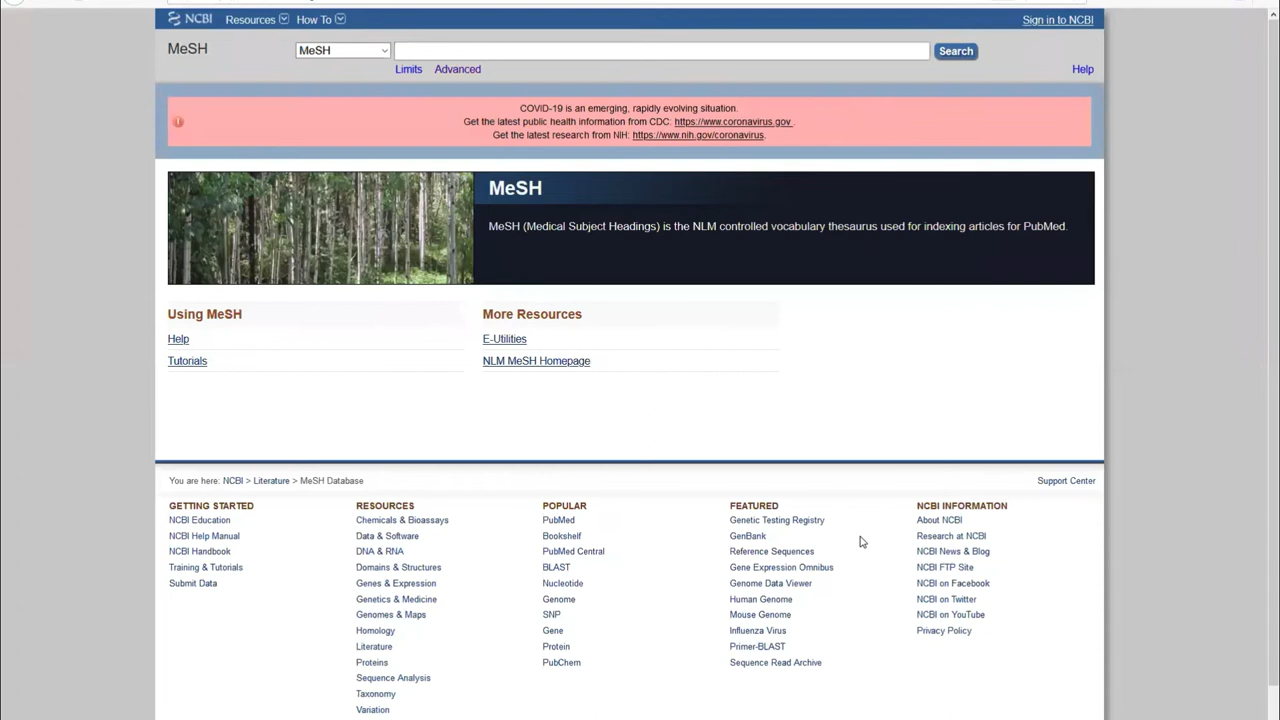 NCBI Resources How To Sign in to NCBI
MeSH MeSH Search
Limits Advanced Help
COVID-19 is an emerging, rapidly evolving situation.
Get the latest public health information from CDC: https://www.coronavirus.gov .
Get the latest research from NIH: https://www.nih.gov/coronavirus.
MeSH
MeSH (Medical Subject Headings) is the NLM controlled vocabulary thesaurus used for indexing articles for PubMed.
Using MeSH
Help
Tutorials
More Resources
E-Utilities
NLM MeSH Homepage
You are here: NCBI > Literature > MeSH Database
Support Center
GETTING STARTED
NCBI Education
NCBI Help Manual
NCBI Handbook
Training & Tutorials
Submit Data
RESOURCES
Chemicals & Bioassays
Data & Software
DNA & RNA
Domains & Structures
Genes & Expression
Genetics & Medicine
Genomes & Maps
Homology
Literature
Proteins
Sequence Analysis
Taxonomy
Variation
POPULAR
PubMed
Bookshelf
PubMed Central
BLAST
Nucleotide
Genome
SNP
Gene
Protein
PubChem
FEATURED
Genetic Testing Registry
GenBank
Reference Sequences
Gene Expression Omnibus
Genome Data Viewer
Human Genome
Mouse Genome
Influenza Virus
Primer-BLAST
Sequence Read Archive
NCBI INFORMATION
About NCBI
Research at NCBI
NCBI News & Blog
NCBI FTP Site
NCBI on Facebook
NCBI on Twitter
NCBI on YouTube
Privacy Policy